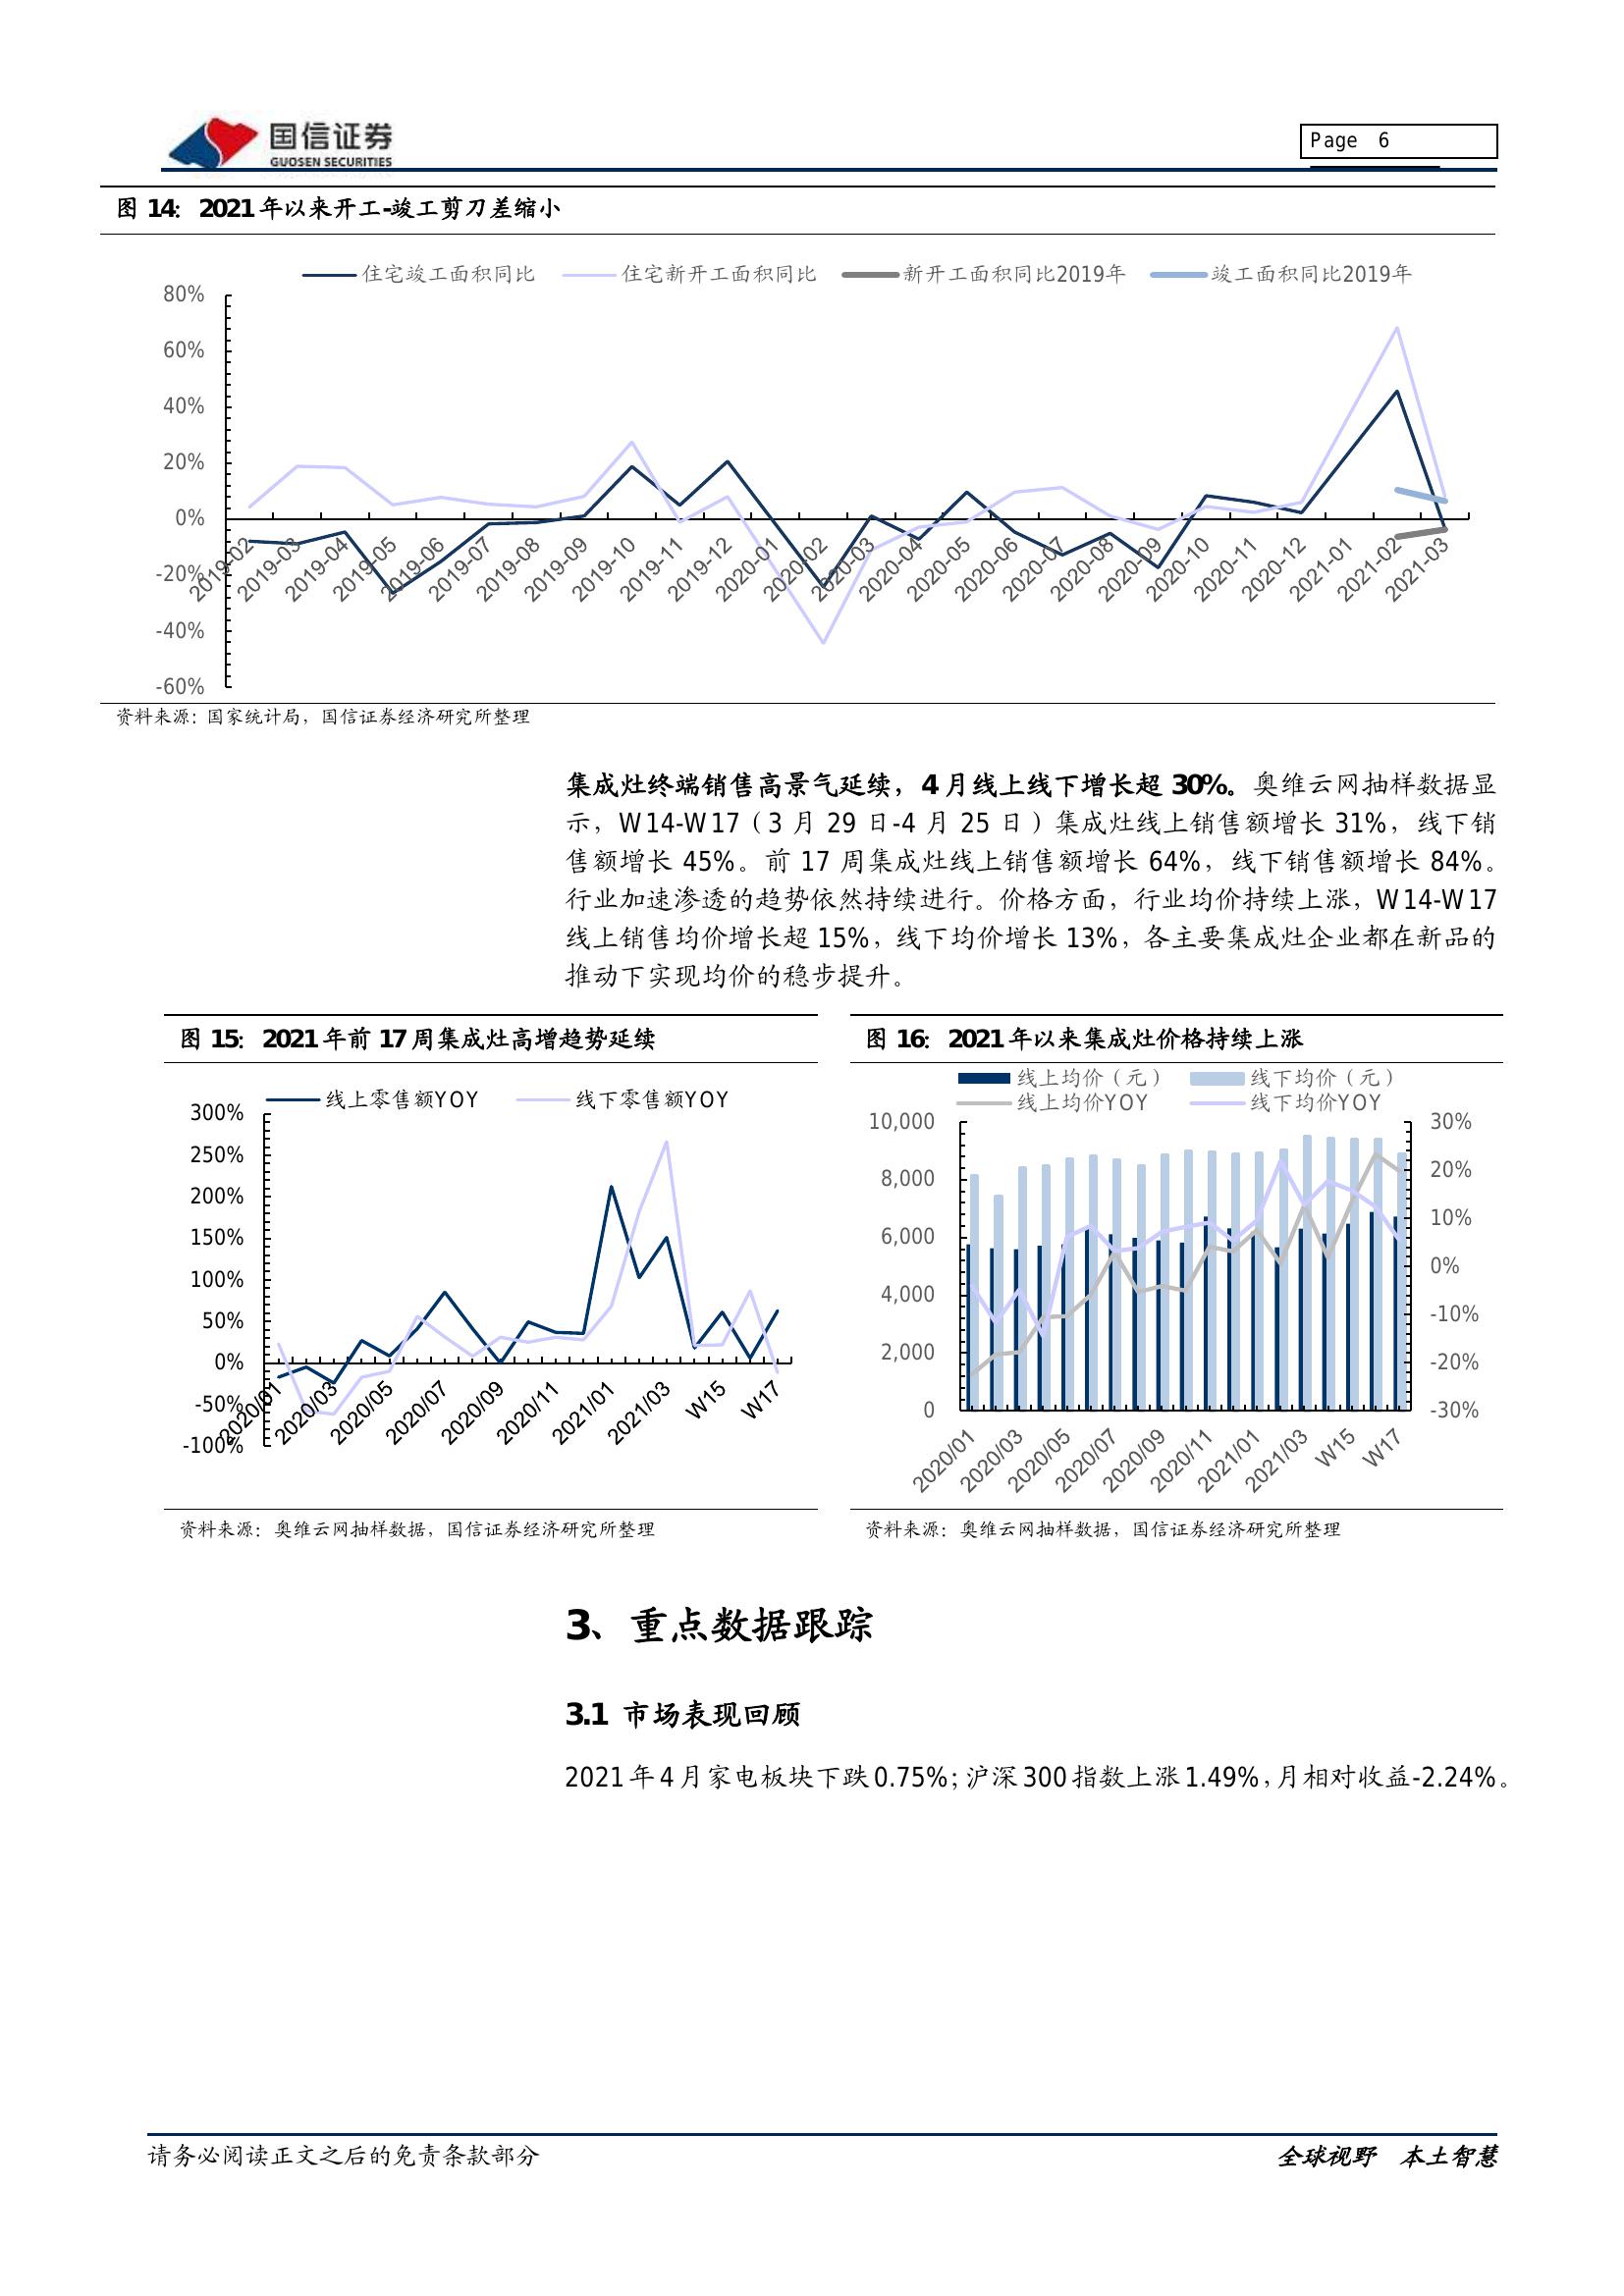 国信证券
GUOSEN SECURITIES
Page 6
图 14：2021年以来开工-竣工剪刀差缩小
住宅竣工面积同比 住宅新开工面积同比 新开工面积同比2019年 竣工面积同比2019年
80%
60%
40%
20%
0%
-20%
-40%
-60%
2019-02 2019-03 2019-04 2019-05 2019-06 2019-07 2019-08 2019-09 2019-10 2019-11 2019-12 2020-01 2020-02 2020-03 2020-04 2020-05 2020-06 2020-07 2020-08 2020-09 2020-10 2020-11 2020-12 2021-01 2021-02 2021-03
资料来源：国家统计局，国信证券经济研究所整理
集成灶终端销售高景气延续，4月线上线下增长超 30%。奥维云网抽样数据显
示，W14-W17（3 月 29 日-4 月 25 日）集成灶线上销售额增长 31%，线下销
售额增长 45%。前 17 周集成灶线上销售额增长 64%，线下销售额增长 84%。
行业加速渗透的趋势依然持续进行。价格方面，行业均价持续上涨，W14-W17
线上销售均价增长超 15%，线下均价增长 13%，各主要集成灶企业都在新品的
推动下实现均价的稳步提升。
图 15：2021年前 17周集成灶高增趋势延续
线上零售额YOY 线下零售额YOY
300%
250%
200%
150%
100%
50%
0%
-50%
-100%
2020/01 2020/03 2020/05 2020/07 2020/09 2020/11 2021/01 2021/03 W15 W17
资料来源：奥维云网抽样数据，国信证券经济研究所整理
图 16：2021年以来集成灶价格持续上涨
线上均价（元） 线下均价（元）
线上均价YOY 线下均价YOY
10,000 30%
8,000 20%
6,000 10%
4,000 0%
2,000 -10%
0 -20%
-30%
2020/01 2020/03 2020/05 2020/07 2020/09 2020/11 2021/01 2021/03 W15 W17
资料来源：奥维云网抽样数据，国信证券经济研究所整理
3、重点数据跟踪
3.1 市场表现回顾
2021年4月家电板块下跌0.75%；沪深300指数上涨1.49%，月相对收益-2.24%。
请务必阅读正文之后的免责条款部分
全球视野 本土智慧